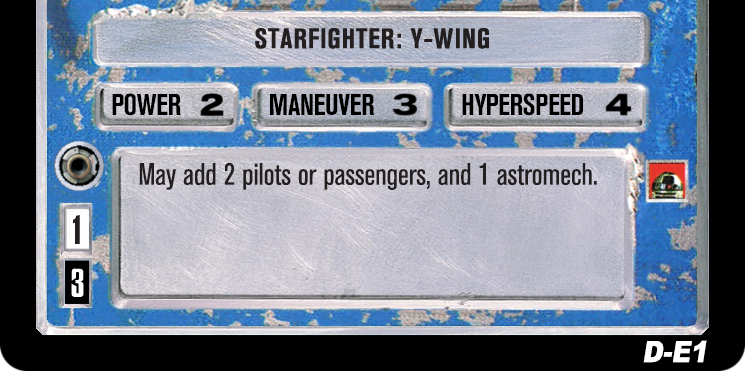 STARFIGHTER: Y-WING
POWER 2 MANEUVER 3 HYPERSPEED 4
May add 2 pilots or passengers, and 1 astromech.
1
3
D-E1